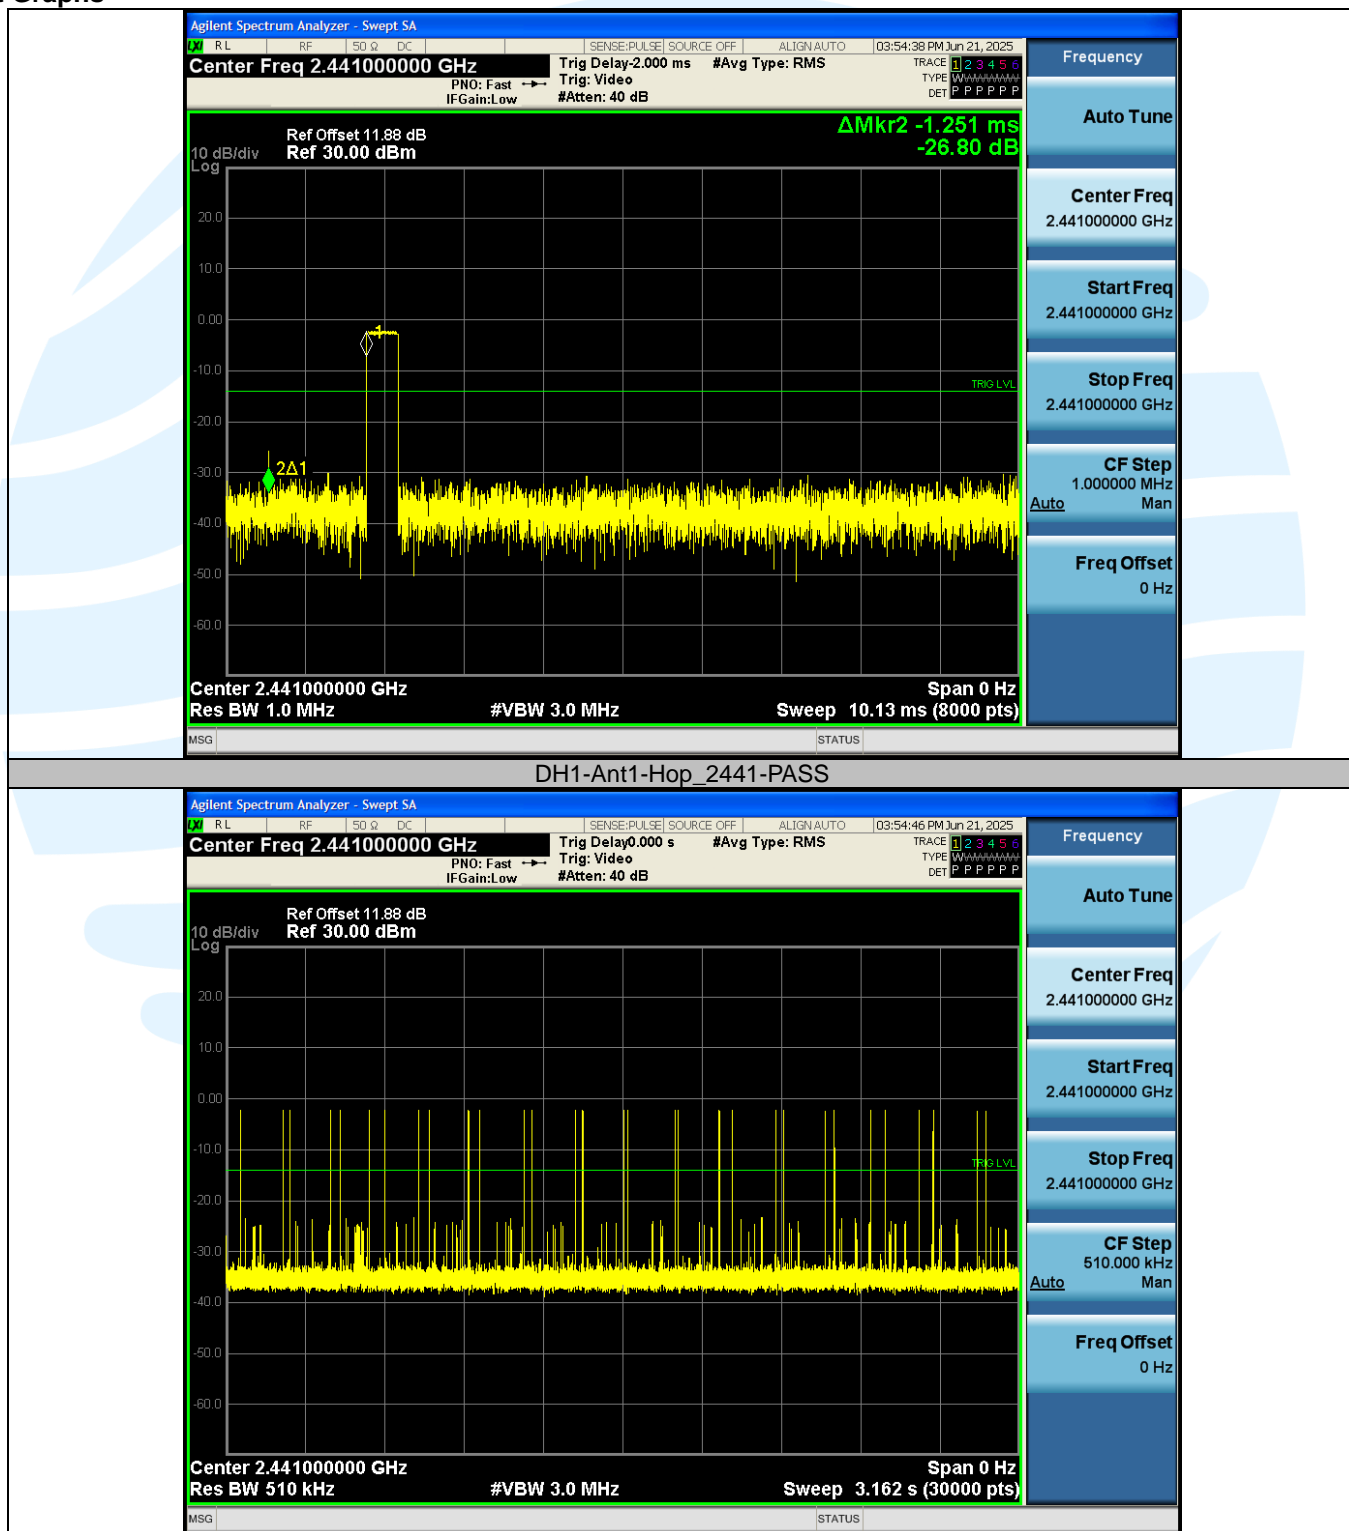 Graphs
Agilent Spectrum Analyzer - Swept SA
LXI RL RF 50 Ω DC SENSE:PULSE SOURCE OFF ALIGN AUTO 03:54:38 PM Jun 21, 2025
Center Freq 2.441000000 GHz Trig Delay-2.000 ms #Avg Type: RMS TRACE 1 2 3 4 5 6
PNO: Fast Trig: Video TYPE WWWWWW
IFGain:Low #Atten: 40 dB DET P P P P P P
Frequency
ΔMkr2 -1.251 ms
-26.80 dB
Ref Offset 11.88 dB
10 dB/div Ref 30.00 dBm
Log
20.0
10.0
0.00
-10.0
-20.0
-30.0
-40.0
-50.0
-60.0
1
2Δ1
TRIG LVL
Center 2.441000000 GHz Span 0 Hz
Res BW 1.0 MHz #VBW 3.0 MHz Sweep 10.13 ms (8000 pts)
Auto Tune
Center Freq
2.441000000 GHz
Start Freq
2.441000000 GHz
Stop Freq
2.441000000 GHz
CF Step
1.000000 MHz
Auto Man
Freq Offset
0 Hz
MSG STATUS
DH1-Ant1-Hop_2441-PASS
Agilent Spectrum Analyzer - Swept SA
LXI RL RF 50 Ω DC SENSE:PULSE SOURCE OFF ALIGN AUTO 03:54:46 PM Jun 21, 2025
Center Freq 2.441000000 GHz Trig Delay0.000 s #Avg Type: RMS TRACE 1 2 3 4 5 6
PNO: Fast Trig: Video TYPE WWWWWW
IFGain:Low #Atten: 40 dB DET P P P P P P
Frequency
Ref Offset 11.88 dB
10 dB/div Ref 30.00 dBm
Log
20.0
10.0
0.00
-10.0
-20.0
-30.0
-40.0
-50.0
-60.0
TRIG LVL
Center 2.441000000 GHz Span 0 Hz
Res BW 510 kHz #VBW 3.0 MHz Sweep 3.162 s (30000 pts)
Auto Tune
Center Freq
2.441000000 GHz
Start Freq
2.441000000 GHz
Stop Freq
2.441000000 GHz
CF Step
510.000 kHz
Auto Man
Freq Offset
0 Hz
MSG STATUS